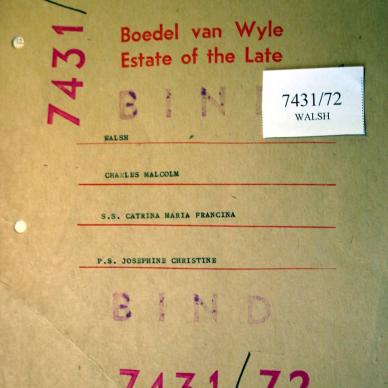 7431/
Boedel van Wyle
Estate of the Late
BIND
7431/72
WALSH
WALSH
CHARLES MALCOLM
S.S. CATRINA MARIA FRANCINA
P.S. JOSEPHINE CHRISTINE
BIND
7431/72